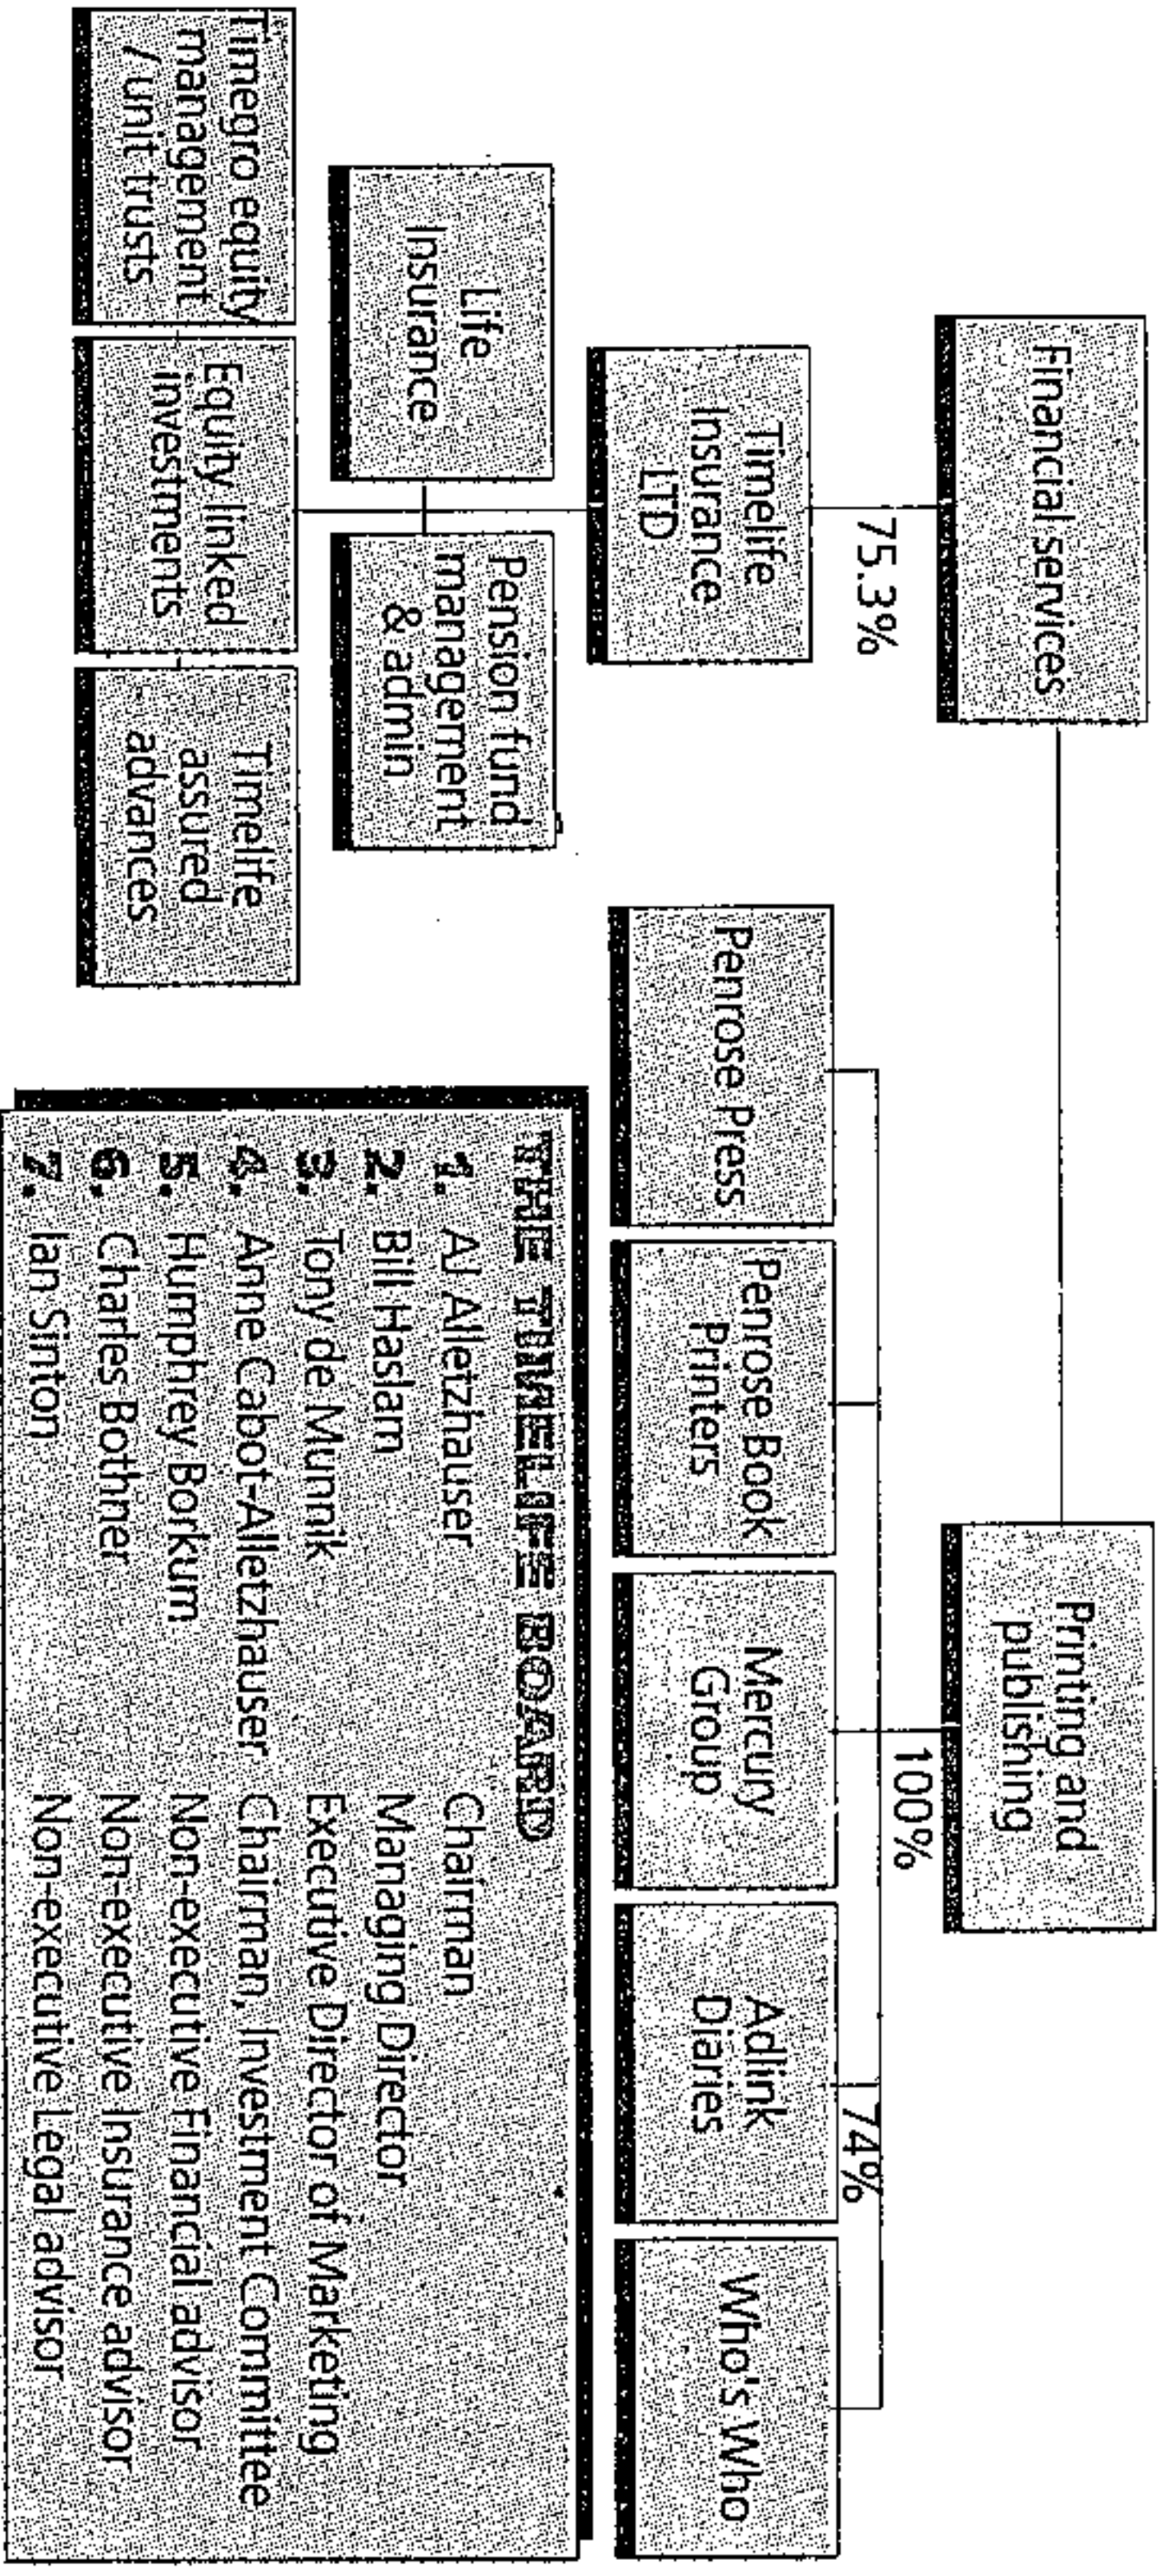 Financial services
Printing and
publishing
75.3%
100%
Timelife
Insurance
LTD
74%
Penrose Press
Penrose Book
Printers
Mercury
Group
Adlink
Diaries
Who's Who
Life
Insurance
Pension fund
management
& admin
Timegro equity
management
/ unit trusts
Equity linked
investments
Timelife
assured
advances
THE TIMELIFE BOARD
1. AJ Alletzhauser Chairman
2. Bill Haslam Managing Director
3. Tony de Munnik Executive Director of Marketing
4. Anne Cabot-Alletzhauser Chairman, Investment Committee
5. Humphrey Borkum Non-executive Financial advisor
6. Charles Bothner Non-executive Insurance advisor
7. Ian Sinton Non-executive Legal advisor